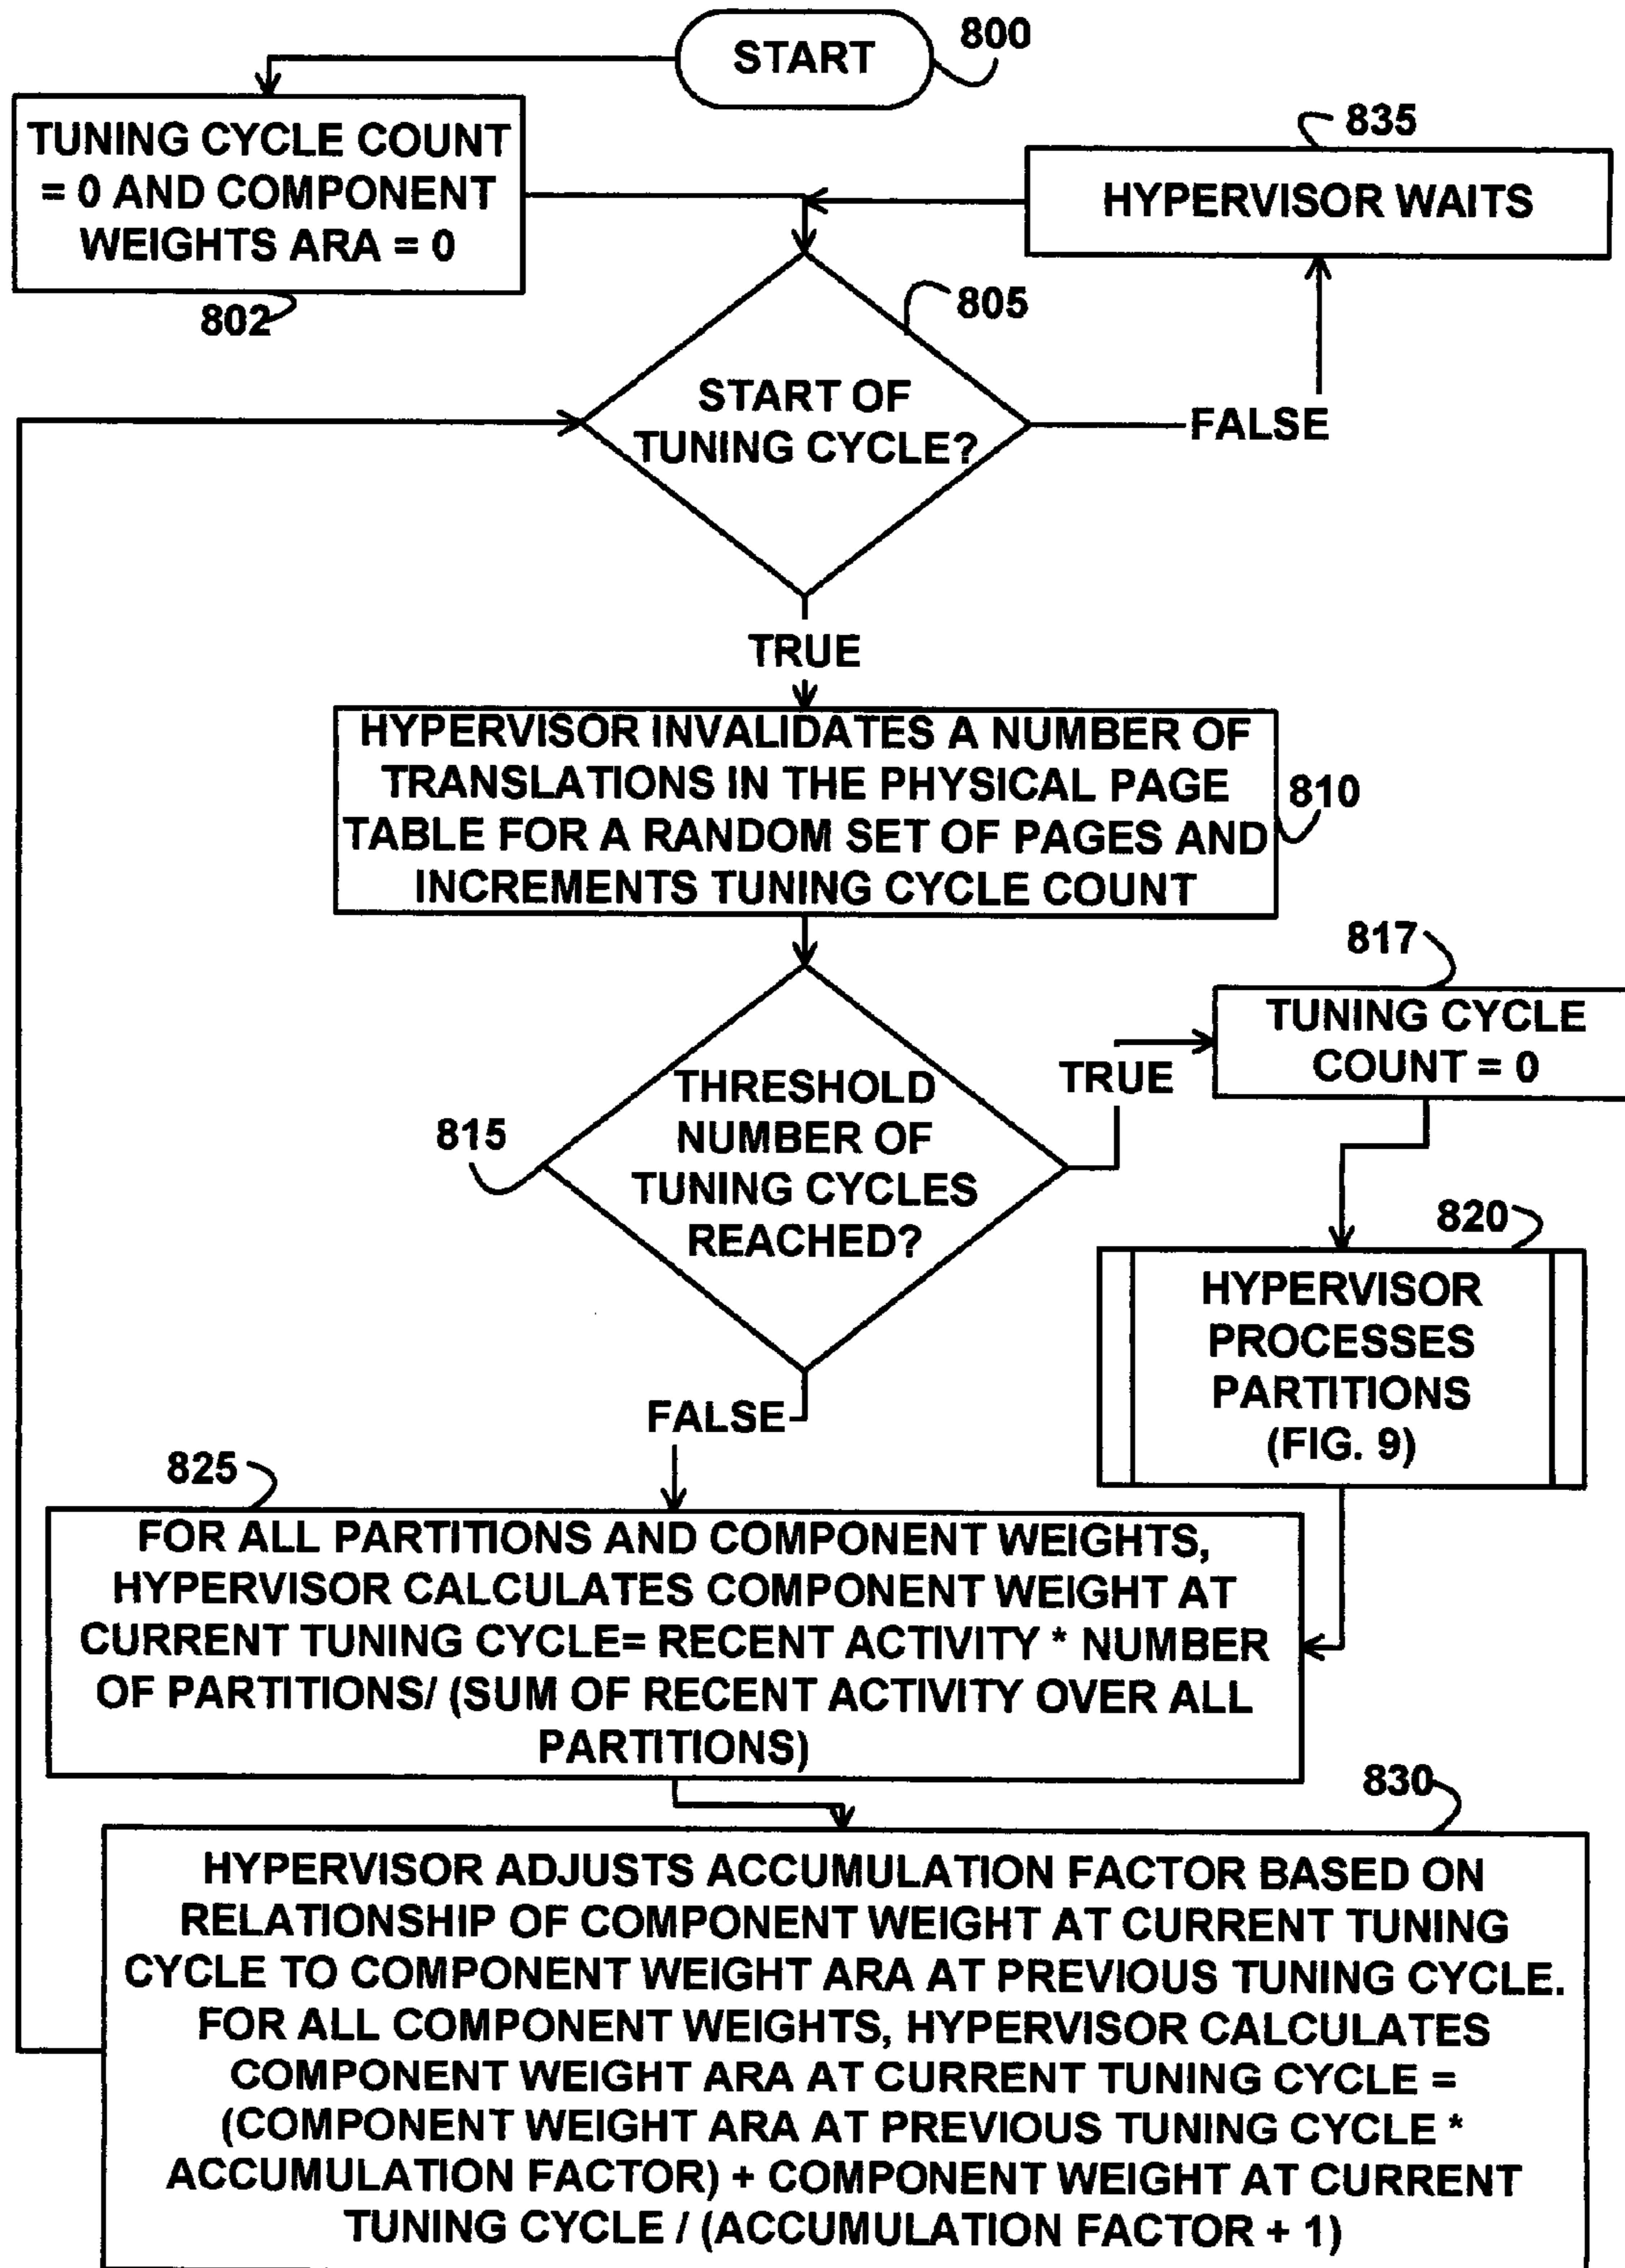 START
800
TUNING CYCLE COUNT
= 0 AND COMPONENT
WEIGHTS ARA = 0
802
835
HYPERVISOR WAITS
805
START OF
TUNING CYCLE?
FALSE
TRUE
HYPERVISOR INVALIDATES A NUMBER OF
TRANSLATIONS IN THE PHYSICAL PAGE
TABLE FOR A RANDOM SET OF PAGES AND
INCREMENTS TUNING CYCLE COUNT
810
817
TUNING CYCLE
COUNT = 0
TRUE
THRESHOLD
NUMBER OF
TUNING CYCLES
REACHED?
815
820
HYPERVISOR
PROCESSES
PARTITIONS
(FIG. 9)
FALSE
825
FOR ALL PARTITIONS AND COMPONENT WEIGHTS,
HYPERVISOR CALCULATES COMPONENT WEIGHT AT
CURRENT TUNING CYCLE= RECENT ACTIVITY * NUMBER
OF PARTITIONS/ (SUM OF RECENT ACTIVITY OVER ALL
PARTITIONS)
830
HYPERVISOR ADJUSTS ACCUMULATION FACTOR BASED ON
RELATIONSHIP OF COMPONENT WEIGHT AT CURRENT TUNING
CYCLE TO COMPONENT WEIGHT ARA AT PREVIOUS TUNING CYCLE.
FOR ALL COMPONENT WEIGHTS, HYPERVISOR CALCULATES
COMPONENT WEIGHT ARA AT CURRENT TUNING CYCLE =
(COMPONENT WEIGHT ARA AT PREVIOUS TUNING CYCLE *
ACCUMULATION FACTOR) + COMPONENT WEIGHT AT CURRENT
TUNING CYCLE / (ACCUMULATION FACTOR + 1)